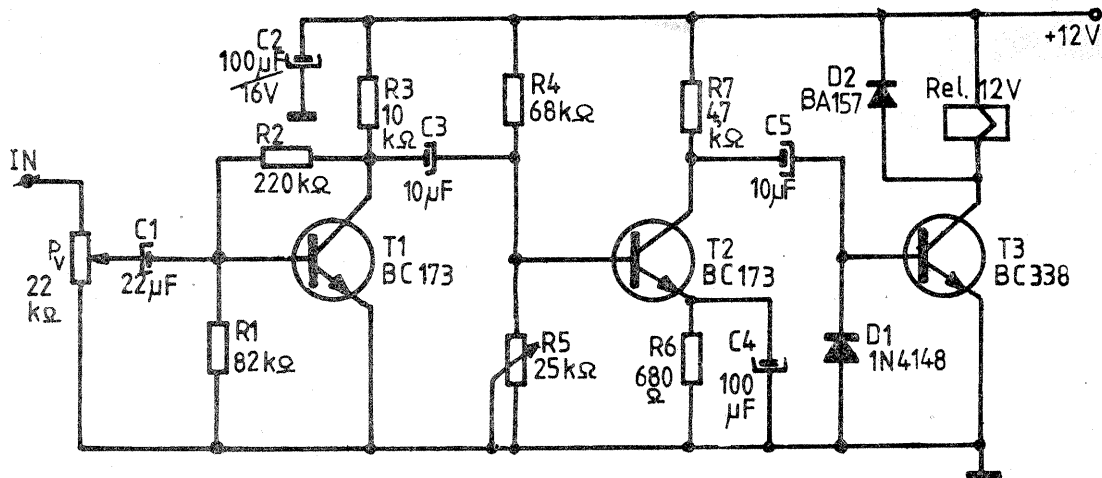 C2
100µF
16V
R3
10
kΩ
R4
68kΩ
R7
4,7
kΩ
D2
BA157
Rel. 12V
+12V
R2
220kΩ
C3
10µF
C5
10µF
IN
PV
22
kΩ
C1
22µF
T1
BC173
T2
BC173
T3
BC338
R1
82kΩ
R5
25kΩ
R6
680
Ω
C4
100
µF
D1
1N4148